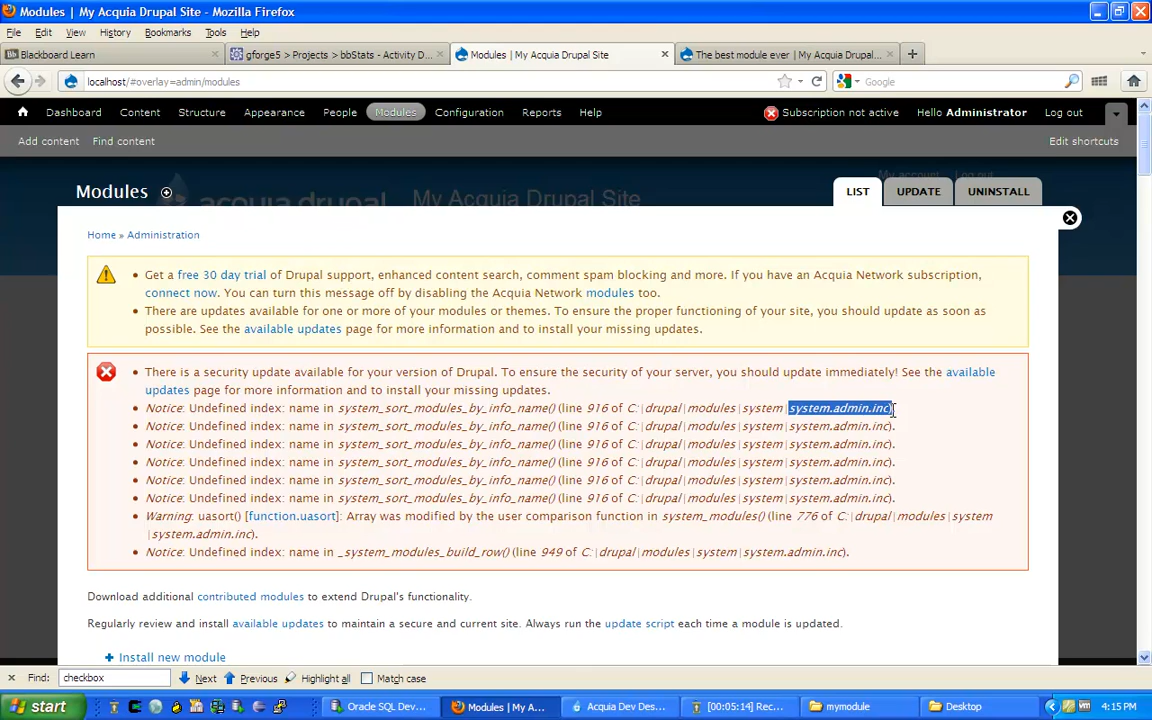 Modules | My Acquia Drupal Site - Mozilla Firefox
File Edit View History Bookmarks Tools Help
Blackboard Learn
gforge5 > Projects > bbStats - Activity D...
Modules | My Acquia Drupal Site
The best module ever | My Acquia Drupal...
localhost/#overlay=admin/modules
Google
Dashboard Content Structure Appearance People Modules Configuration Reports Help
Subscription not active Hello Administrator Log out
Add content Find content
Edit shortcuts
My account Log out
acquia drupal My Acquia Drupal Site
Modules
LIST UPDATE UNINSTALL
Home » Administration
Get a free 30 day trial of Drupal support, enhanced content search, comment spam blocking and more. If you have an Acquia Network subscription,
connect now. You can turn this message off by disabling the Acquia Network modules too.
There are updates available for one or more of your modules or themes. To ensure the proper functioning of your site, you should update as soon as
possible. See the available updates page for more information and to install your missing updates.
There is a security update available for your version of Drupal. To ensure the security of your server, you should update immediately! See the available
updates page for more information and to install your missing updates.
Notice: Undefined index: name in system_sort_modules_by_info_name() (line 916 of C:\drupal\modules\system\system.admin.inc).
Notice: Undefined index: name in system_sort_modules_by_info_name() (line 916 of C:\drupal\modules\system\system.admin.inc).
Notice: Undefined index: name in system_sort_modules_by_info_name() (line 916 of C:\drupal\modules\system\system.admin.inc).
Notice: Undefined index: name in system_sort_modules_by_info_name() (line 916 of C:\drupal\modules\system\system.admin.inc).
Notice: Undefined index: name in system_sort_modules_by_info_name() (line 916 of C:\drupal\modules\system\system.admin.inc).
Notice: Undefined index: name in system_sort_modules_by_info_name() (line 916 of C:\drupal\modules\system\system.admin.inc).
Warning: uasort() [function.uasort]: Array was modified by the user comparison function in system_modules() (line 776 of C:\drupal\modules\system
\system.admin.inc).
Notice: Undefined index: name in _system_modules_build_row() (line 949 of C:\drupal\modules\system\system.admin.inc).
Download additional contributed modules to extend Drupal's functionality.
Regularly review and install available updates to maintain a secure and current site. Always run the update script each time a module is updated.
Install new module
Find: checkbox Next Previous Highlight all Match case
start
Oracle SQL Dev...
Modules | My A...
Acquia Dev Des...
[00:05:14] Rec...
mymodule
Desktop
4:15 PM